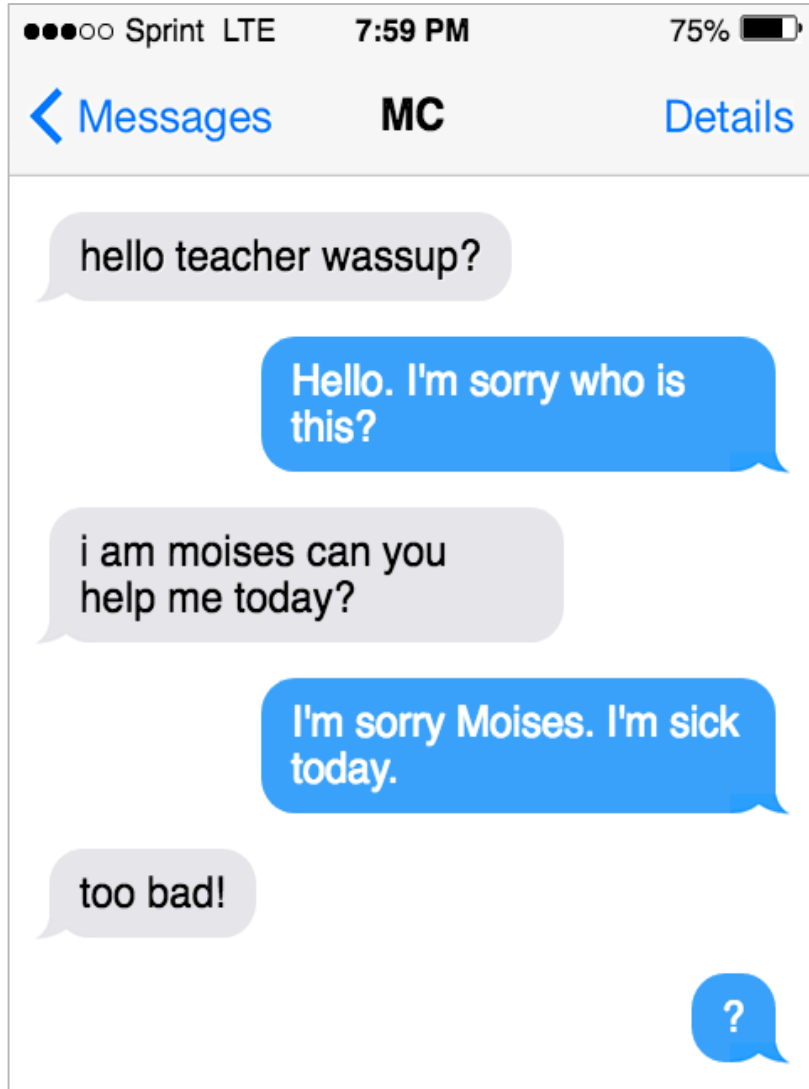 Sprint LTE 7:59 PM 75%
Messages MC Details
hello teacher wassup?
Hello. I'm sorry who is
this?
i am moises can you
help me today?
I'm sorry Moises. I'm sick
today.
too bad!
?